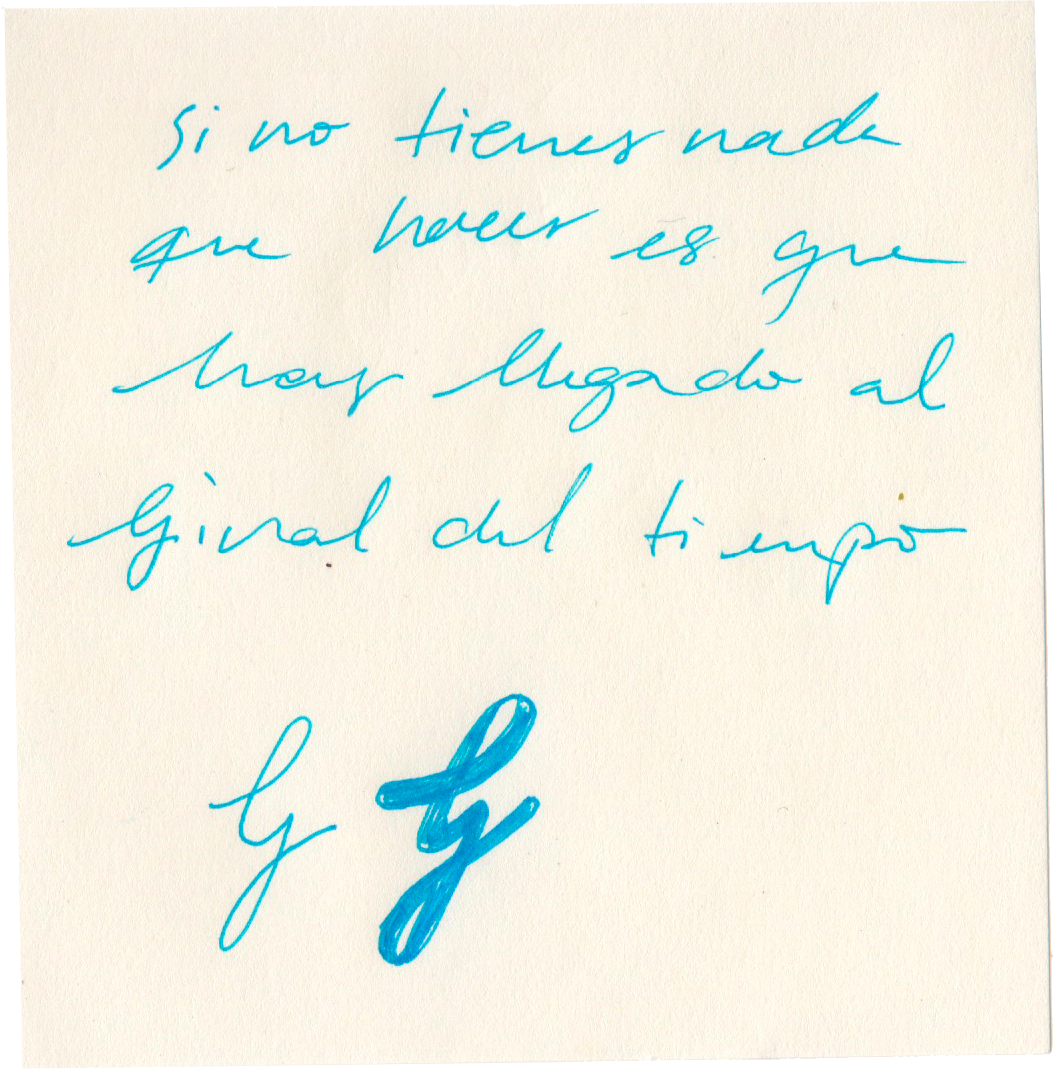 si no tienes nada
que hacer es que
has llegado al
final del tiempo
f f